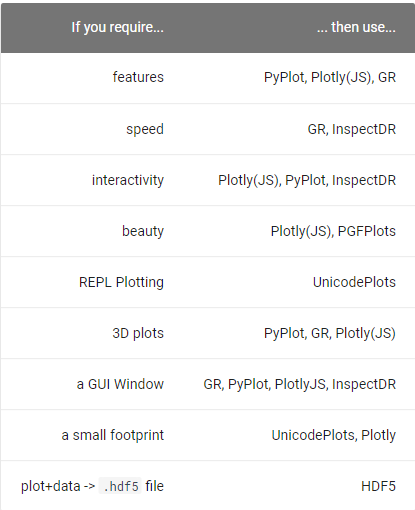 If you require... ... then use...
features PyPlot, Plotly(JS), GR
speed GR, InspectDR
interactivity Plotly(JS), PyPlot, InspectDR
beauty Plotly(JS), PGFPlots
REPL Plotting UnicodePlots
3D plots PyPlot, GR, Plotly(JS)
a GUI Window GR, PyPlot, PlotlyJS, InspectDR
a small footprint UnicodePlots, Plotly
plot+data -> .hdf5 file HDF5